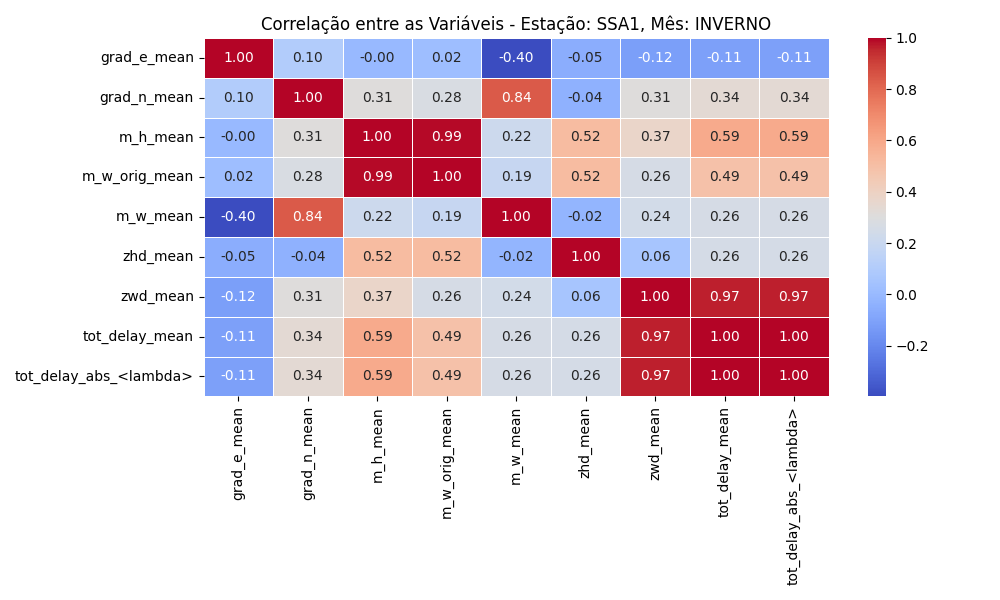 Correlação entre as Variáveis - Estação: SSA1, Mês: INVERNO
grad_e_mean 1.00 0.10 -0.00 0.02 -0.40 -0.05 -0.12 -0.11 -0.11
grad_n_mean 0.10 1.00 0.31 0.28 0.84 -0.04 0.31 0.34 0.34
m_h_mean -0.00 0.31 1.00 0.99 0.22 0.52 0.37 0.59 0.59
m_w_orig_mean 0.02 0.28 0.99 1.00 0.19 0.52 0.26 0.49 0.49
m_w_mean -0.40 0.84 0.22 0.19 1.00 -0.02 0.24 0.26 0.26
zhd_mean -0.05 -0.04 0.52 0.52 -0.02 1.00 0.06 0.26 0.26
zwd_mean -0.12 0.31 0.37 0.26 0.24 0.06 1.00 0.97 0.97
tot_delay_mean -0.11 0.34 0.59 0.49 0.26 0.26 0.97 1.00 1.00
tot_delay_abs_<lambda> -0.11 0.34 0.59 0.49 0.26 0.26 0.97 1.00 1.00
grad_e_mean
grad_n_mean
m_h_mean
m_w_orig_mean
m_w_mean
zhd_mean
zwd_mean
tot_delay_mean
tot_delay_abs_<lambda>
1.0
0.8
0.6
0.4
0.2
0.0
−0.2